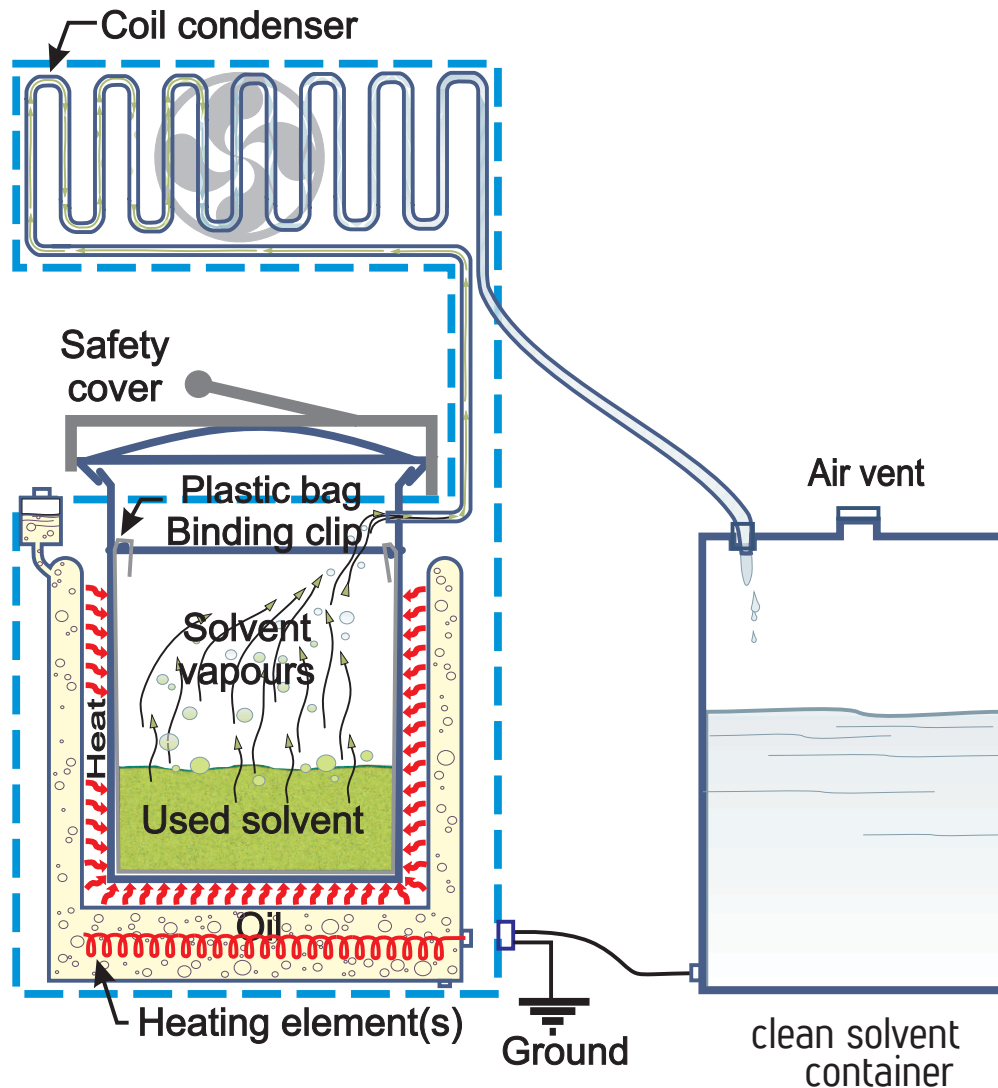 Coil condenser
Safety
cover
Air vent
Plastic bag
Binding clip
Solvent
vapours
Heat
Used solvent
Oil
Heating element(s)
Ground
clean solvent
container